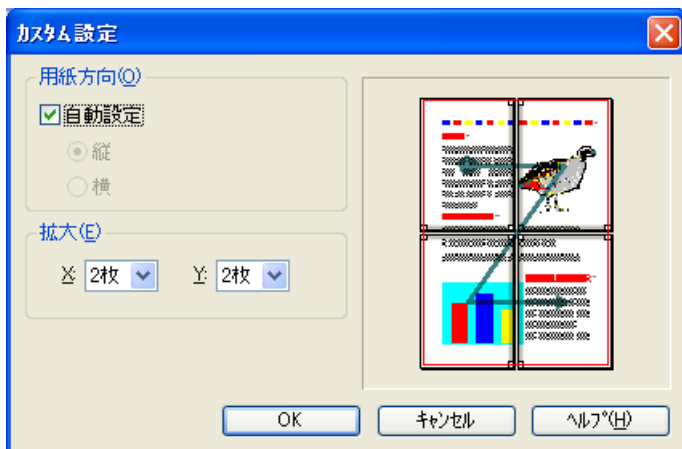 カスタム設定
用紙方向(O)
自動設定
縦
横
拡大(E)
X: 2枚 Y: 2枚
OK キャンセル ヘルプ(H)